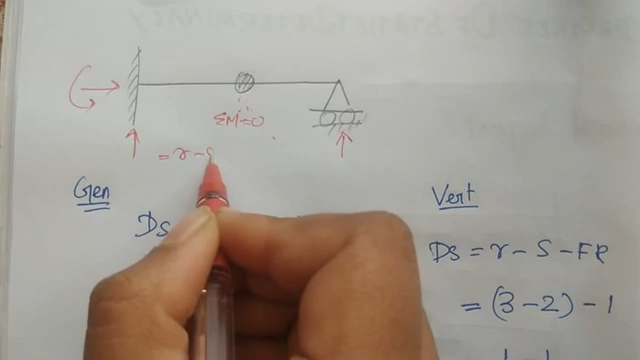 ΣM=0
= r - S
Gen
Vert
Ds
Ds = r - S - FR
= (3 - 2) - 1